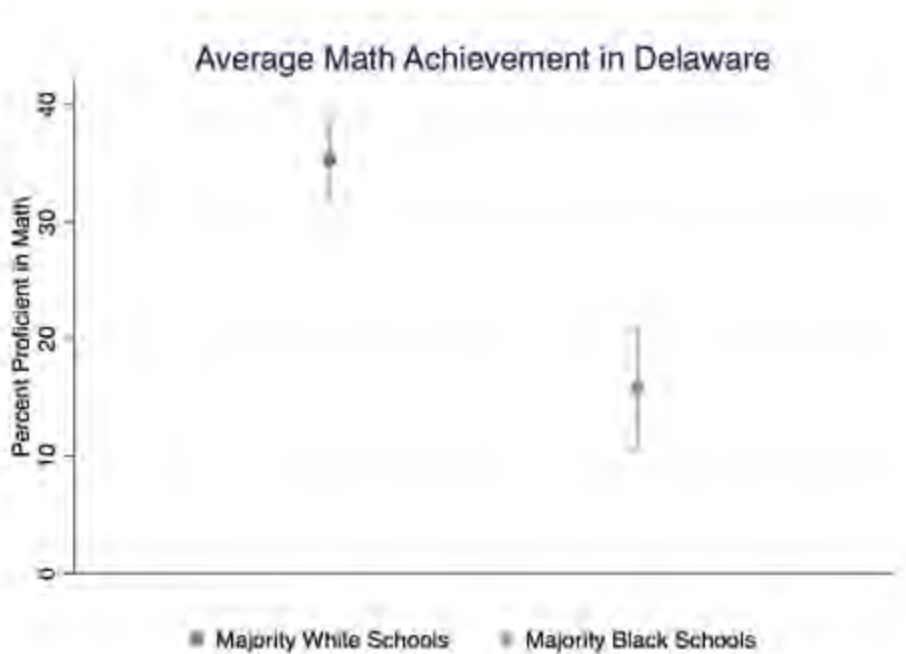 Average Math Achievement in Delaware
Percent Proficient in Math
40
30
20
10
0
Majority White Schools
Majority Black Schools